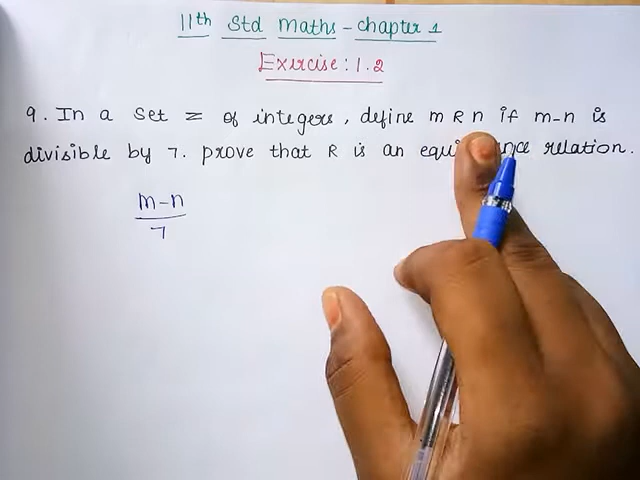 11th Std Maths - chapter 1
Exercise: 1.2
9. In a set Z of integers, define m R n if m-n is
divisible by 7. prove that R is an relation.
m-n
7